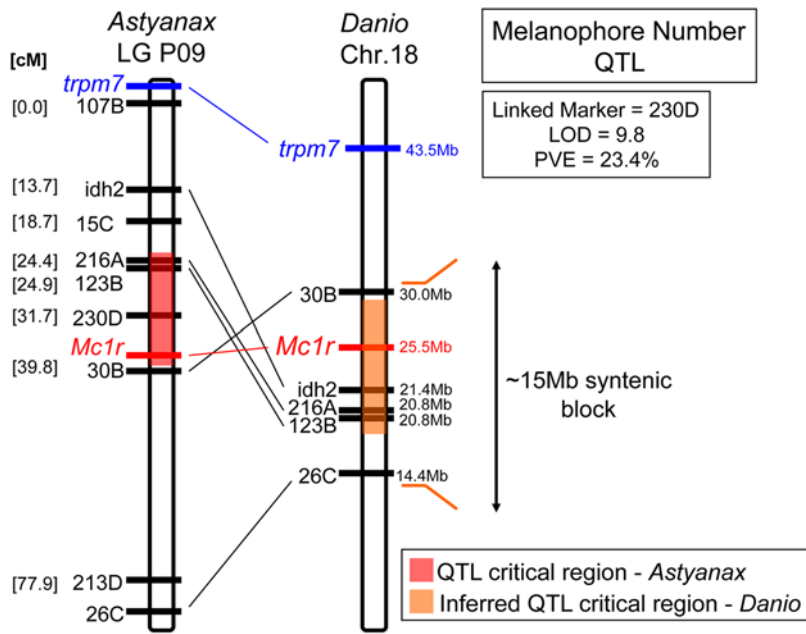 Astyanax
LG P09
[cM]
trpm7
[0.0] 107B
[13.7] idh2
[18.7] 15C
[24.4] 216A
[24.9] 123B
[31.7] 230D
Mc1r
[39.8] 30B
[77.9] 213D
26C
Danio
Chr.18
trpm7 43.5Mb
30B 30.0Mb
Mc1r 25.5Mb
idh2 21.4Mb
216A 20.8Mb
123B 20.8Mb
26C 14.4Mb
Melanophore Number
QTL
Linked Marker = 230D
LOD = 9.8
PVE = 23.4%
~15Mb syntenic
block
QTL critical region - Astyanax
Inferred QTL critical region - Danio